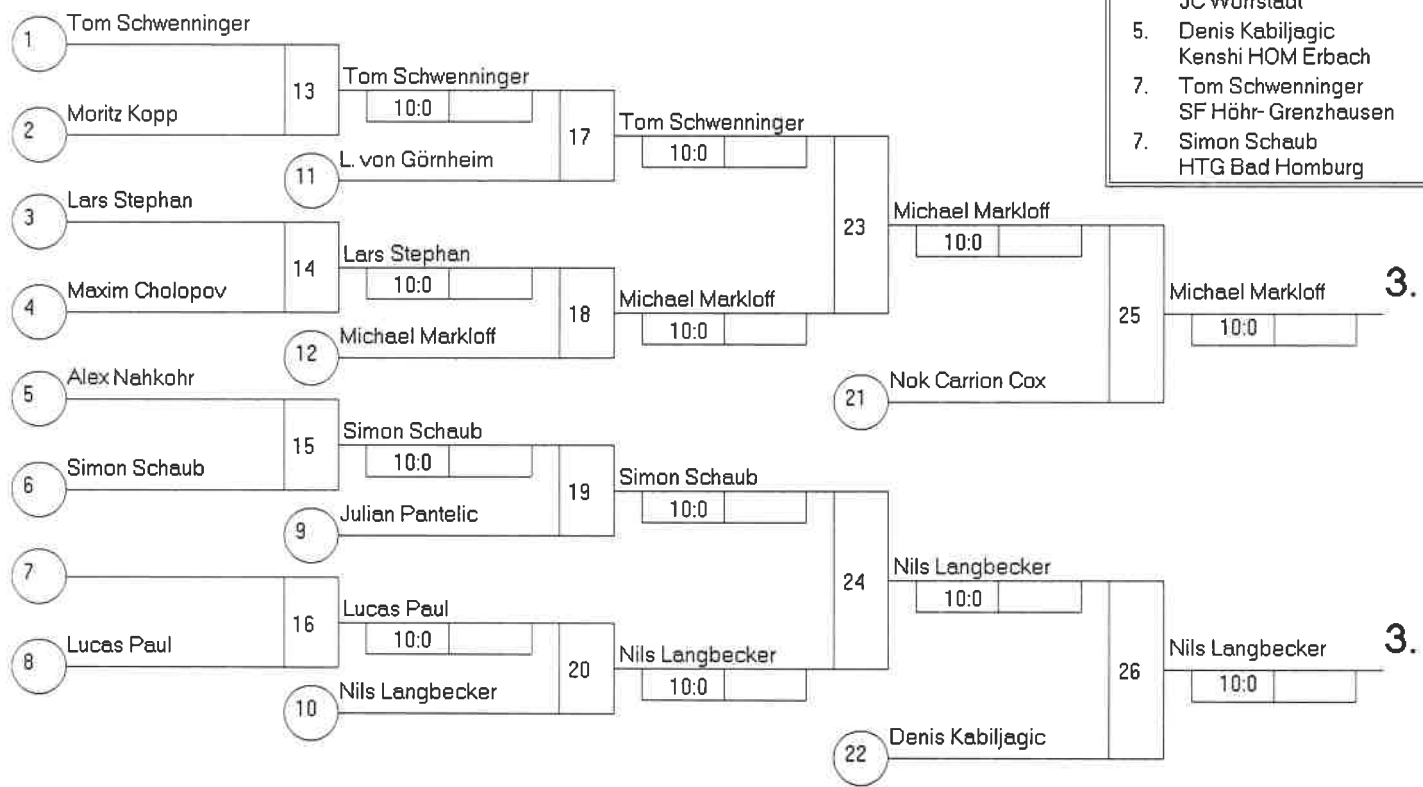 JC Wörrstadt
5. Denis Kabiljagic
Kenshi HOM Erbach
7. Tom Schwenninger
SF Höhr- Grenzhausen
7. Simon Schaub
HTG Bad Homburg
1 Tom Schwenninger
2 Moritz Kopp
3 Lars Stephan
4 Maxim Cholopov
5 Alex Nahkohr
6 Simon Schaub
7
8 Lucas Paul
13
14
15
16
Tom Schwenninger
10:0
11 L. von Görnheim
Lars Stephan
10:0
12 Michael Markloff
Simon Schaub
10:0
9 Julian Pantelic
Lucas Paul
10:0
10 Nils Langbecker
17
18
19
20
Tom Schwenninger
10:0
Michael Markloff
10:0
Simon Schaub
10:0
Nils Langbecker
10:0
23
24
Michael Markloff
10:0
21 Nok Carrion Cox
Nils Langbecker
10:0
22 Denis Kabiljagic
25
26
Michael Markloff 3.
10:0
Nils Langbecker 3.
10:0